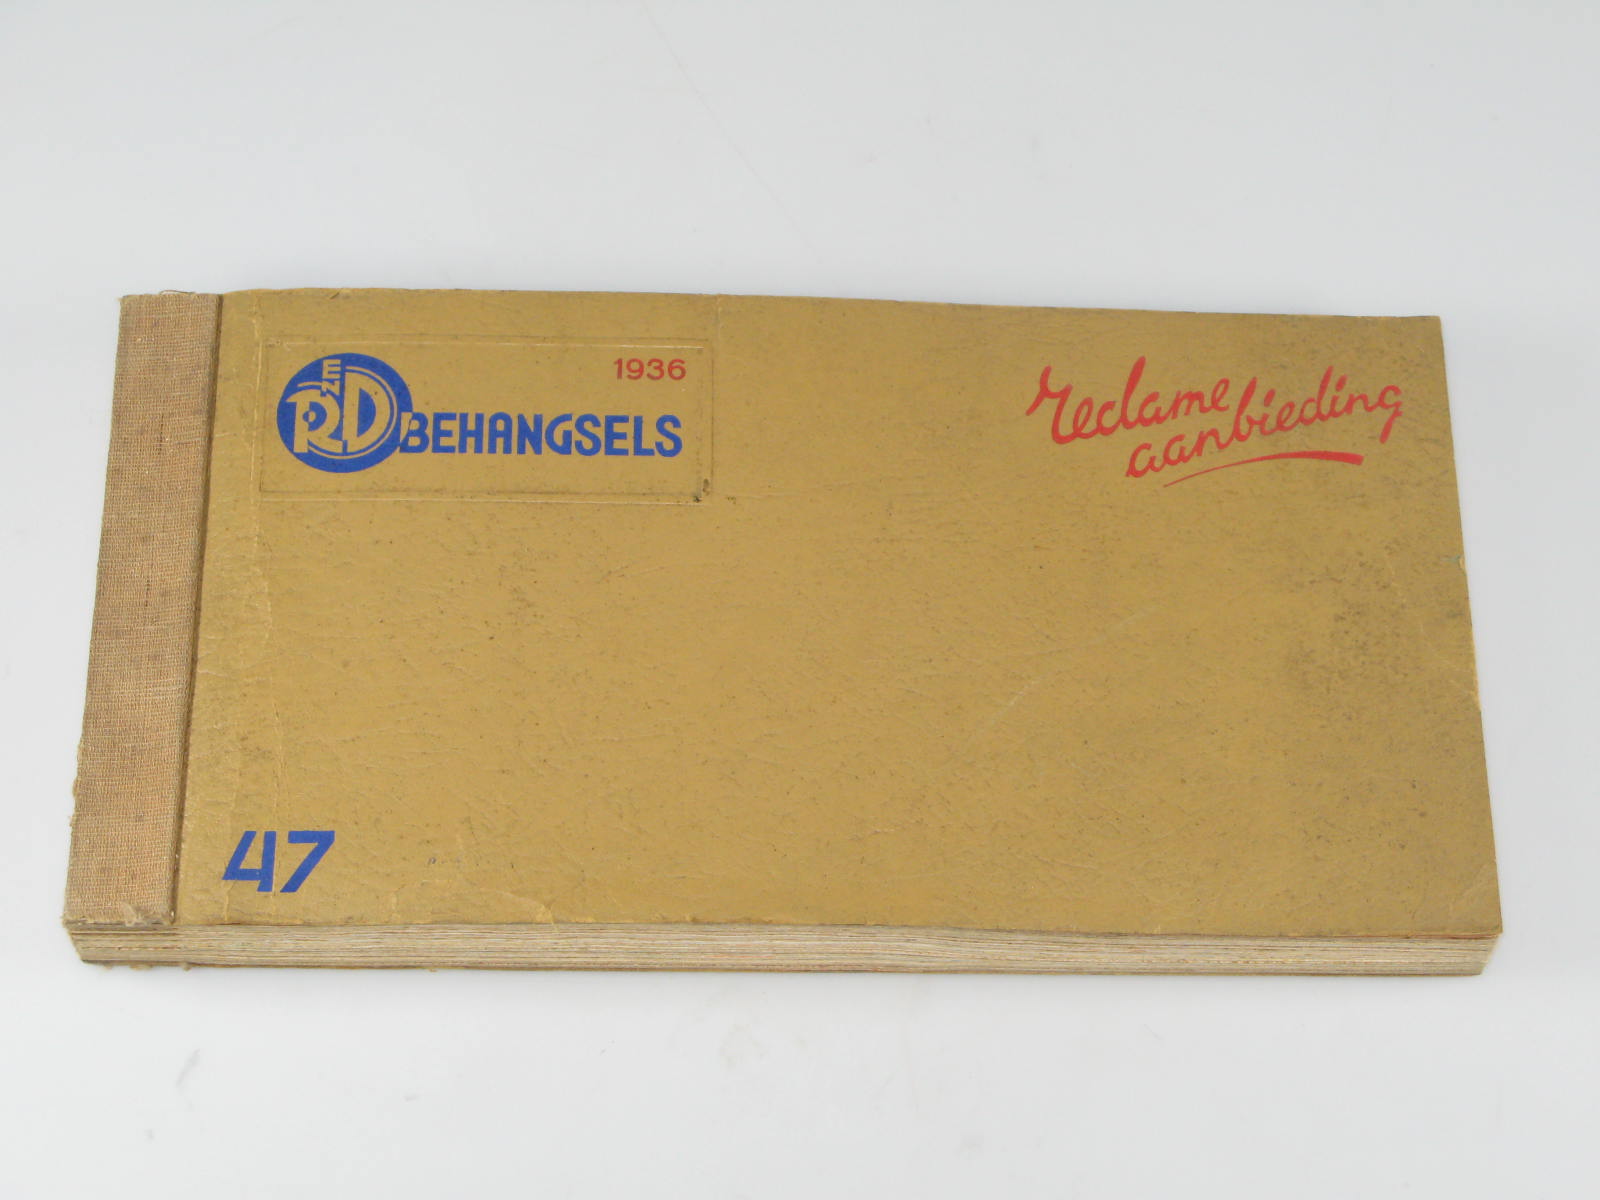 1936
R EN D BEHANGSELS
reclame
aanbieding
47